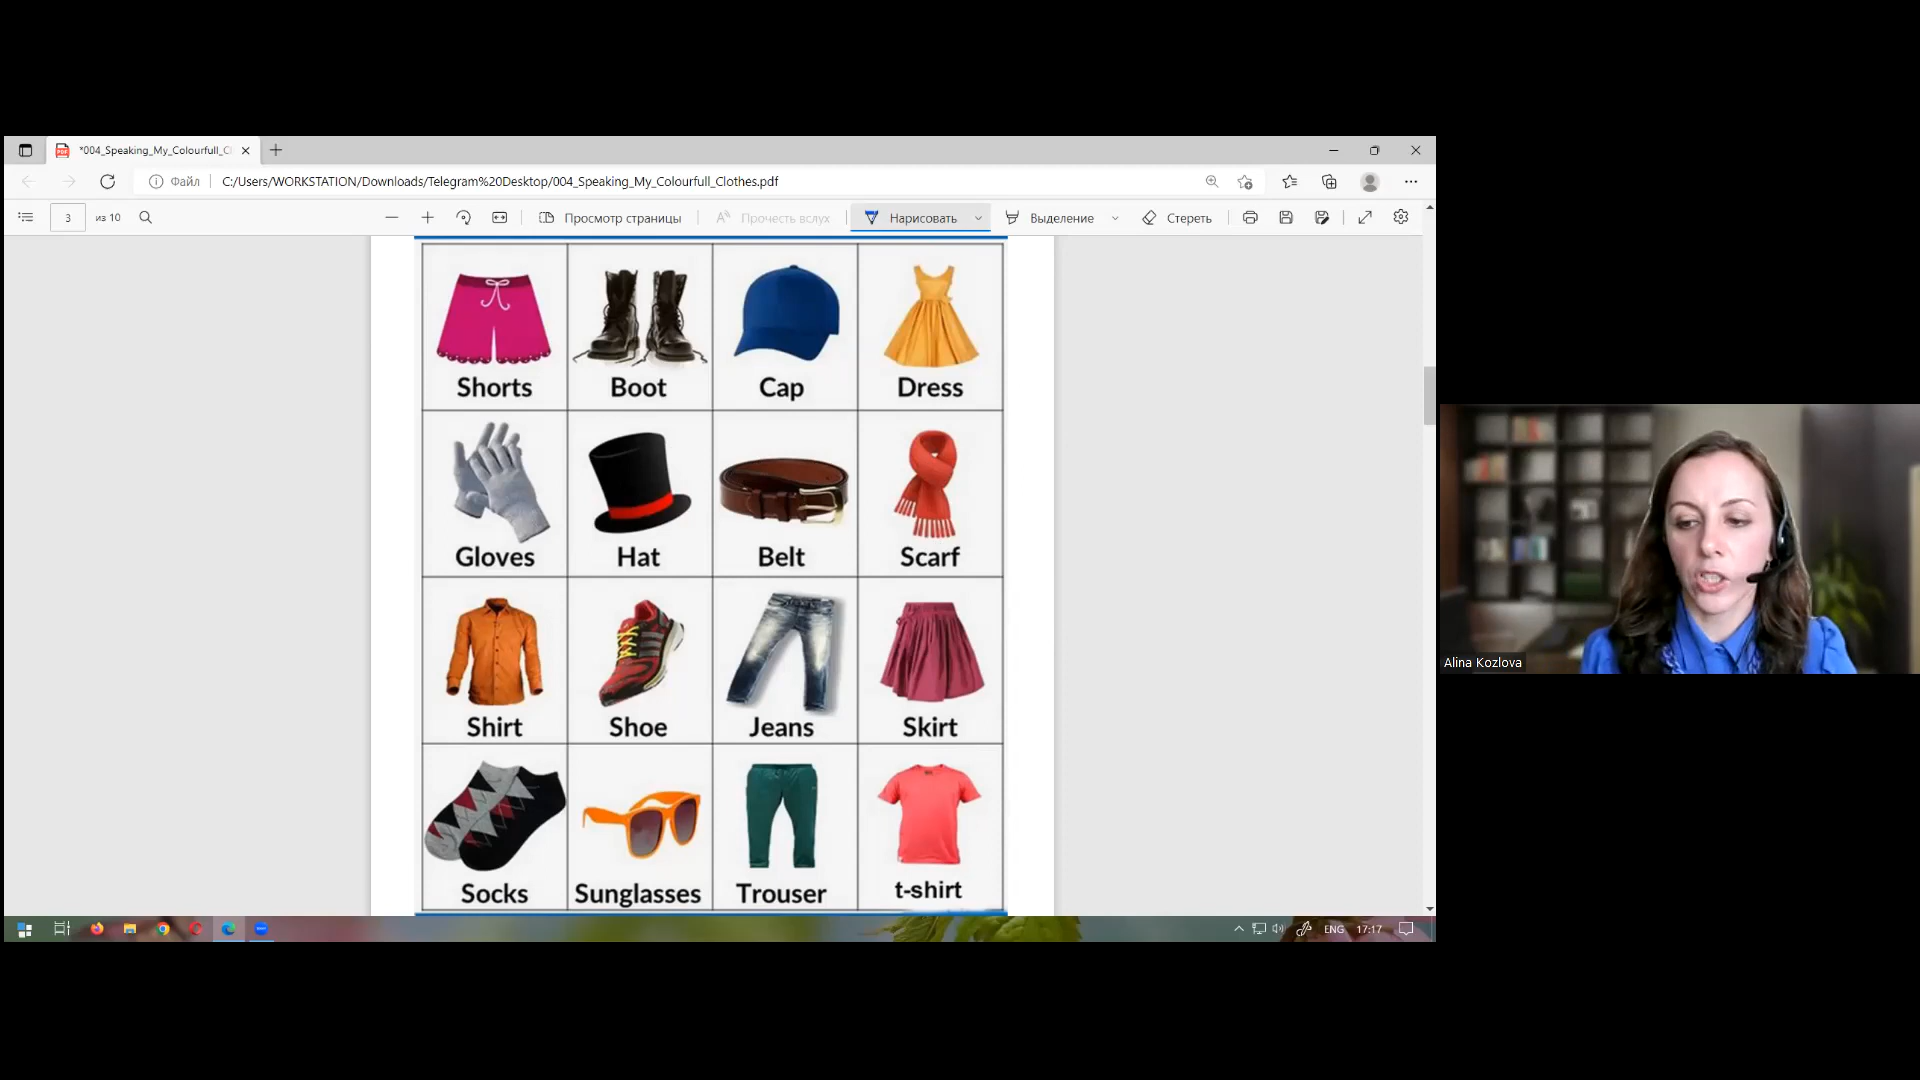 *004_Speaking_My_Colourfull_C
Файл
C:/Users/WORKSTATION/Downloads/Telegram%20Desktop/004_Speaking_My_Colourfull_Clothes.pdf
3 из 10
Просмотр страницы
Прочесть вслух
Нарисовать
Выделение
Стереть
Shorts Boot Cap Dress
Gloves Hat Belt Scarf
Shirt Shoe Jeans Skirt
Socks Sunglasses Trouser t-shirt
Alina Kozlova
ENG 17:17